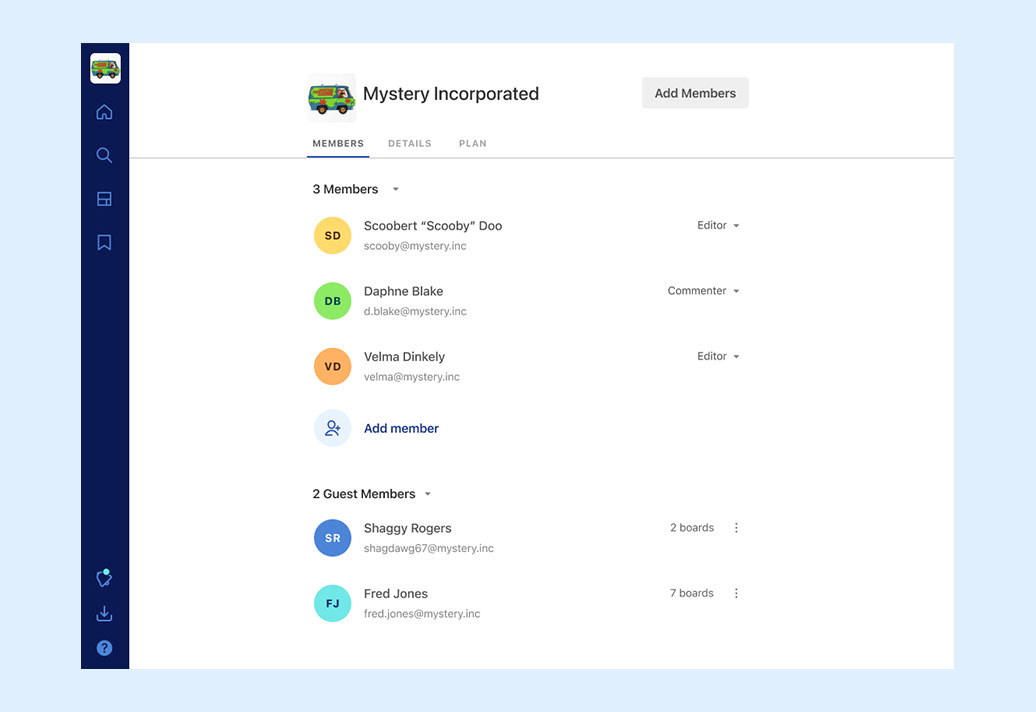 Mystery Incorporated
Add Members
MEMBERS DETAILS PLAN
3 Members
SD
Scoobert “Scooby” Doo
Editor
scooby@mystery.inc
DB
Daphne Blake
Commenter
d.blake@mystery.inc
VD
Velma Dinkely
Editor
velma@mystery.inc
Add member
2 Guest Members
SR
Shaggy Rogers
2 boards
shagdawg67@mystery.inc
FJ
Fred Jones
7 boards
fred.jones@mystery.inc
?